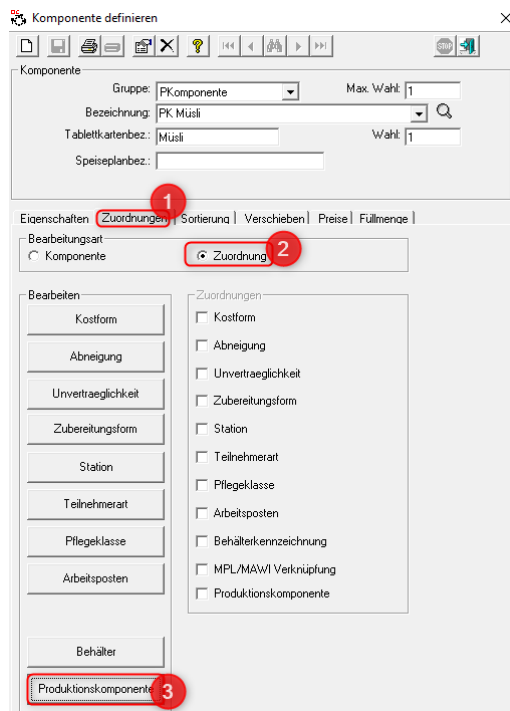 Komponente definieren
STOP
Komponente
Gruppe: PKomponente Max. Wahl: 1
Bezeichnung: PK Müsli
Tablettkartenbez.: Müsli Wahl: 1
Speiseplanbez.:
1
Eigenschaften Zuordnungen Sortierung Verschieben Preise Füllmenge
Bearbeitungsart
Komponente Zuordnung 2
Bearbeiten Zuordnungen
Kostform Kostform
Abneigung Abneigung
Unvertraeglichkeit Unvertraeglichkeit
Zubereitungsform Zubereitungsform
Station Station
Teilnehmerart Teilnehmerart
Pflegeklasse Pflegeklasse
Arbeitsposten Arbeitsposten
Behälterkennzeichnung
MPL/MAWI Verknüpfung
Produktionskomponente
Behälter
Produktionskomponente 3